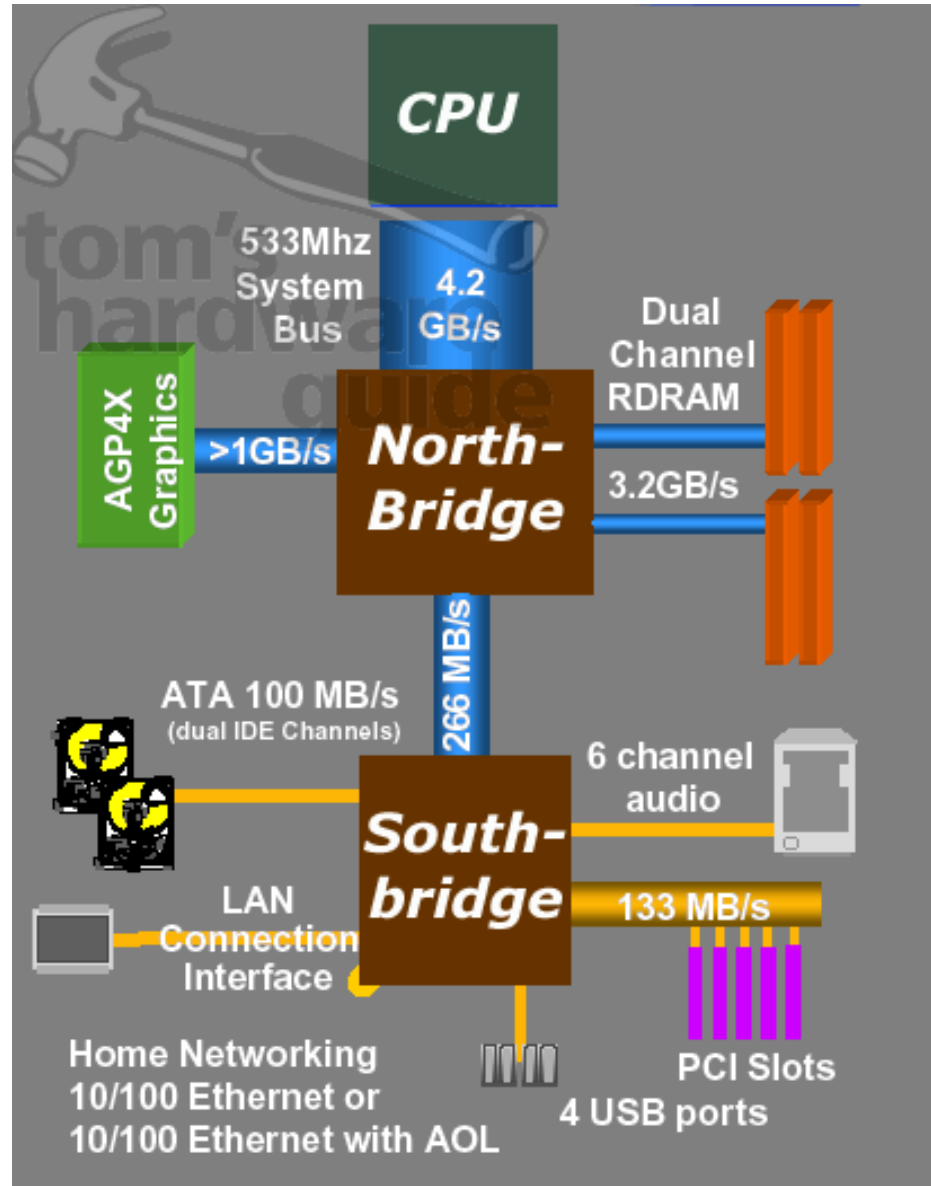 CPU
tom's
hardware
guide
533Mhz
System
Bus
4.2
GB/s
Dual
Channel
RDRAM
AGP4X
Graphics
>1GB/s
North-
Bridge
3.2GB/s
266 MB/s
ATA 100 MB/s
(dual IDE Channels)
6 channel
audio
South-
bridge
LAN
Connection
Interface
133 MB/s
Home Networking
10/100 Ethernet or
10/100 Ethernet with AOL
PCI Slots
4 USB ports